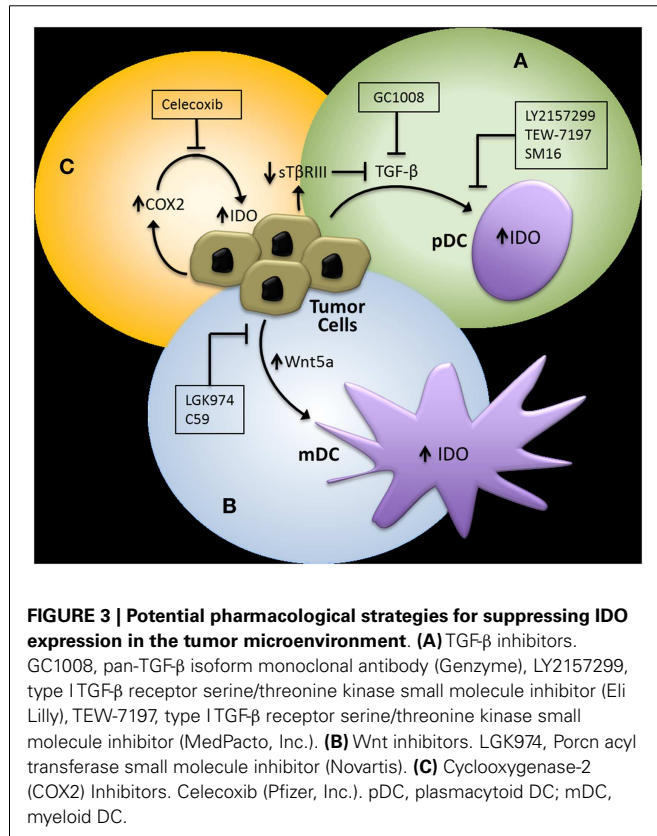 A
Celecoxib
GC1008
LY2157299
TEW-7197
SM16
C
↓sTβRIII
TGF-β
↑COX2
↑IDO
pDC
↑IDO
Tumor
Cells
↑Wnt5a
LGK974
C59
mDC
↑ IDO
B
FIGURE 3 | Potential pharmacological strategies for suppressing IDO
expression in the tumor microenvironment. (A) TGF-β inhibitors.
GC1008, pan-TGF-β isoform monoclonal antibody (Genzyme), LY2157299,
type I TGF-β receptor serine/threonine kinase small molecule inhibitor (Eli
Lilly), TEW-7197, type I TGF-β receptor serine/threonine kinase small
molecule inhibitor (MedPacto, Inc.). (B) Wnt inhibitors. LGK974, Porcn acyl
transferase small molecule inhibitor (Novartis). (C) Cyclooxygenase-2
(COX2) Inhibitors. Celecoxib (Pfizer, Inc.). pDC, plasmacytoid DC; mDC,
myeloid DC.